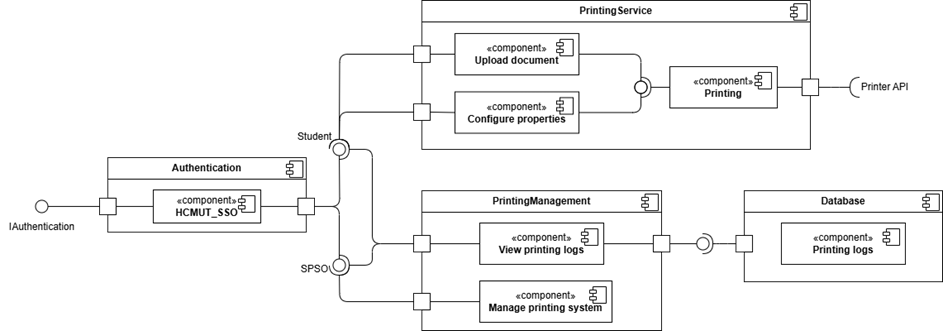 PrintingService
«component»
Upload document
«component»
Configure properties
«component»
Printing
Printer API
Student
Authentication
«component»
HCMUT_SSO
IAuthentication
SPSO
PrintingManagement
«component»
View printing logs
«component»
Manage printing system
Database
«component»
Printing logs